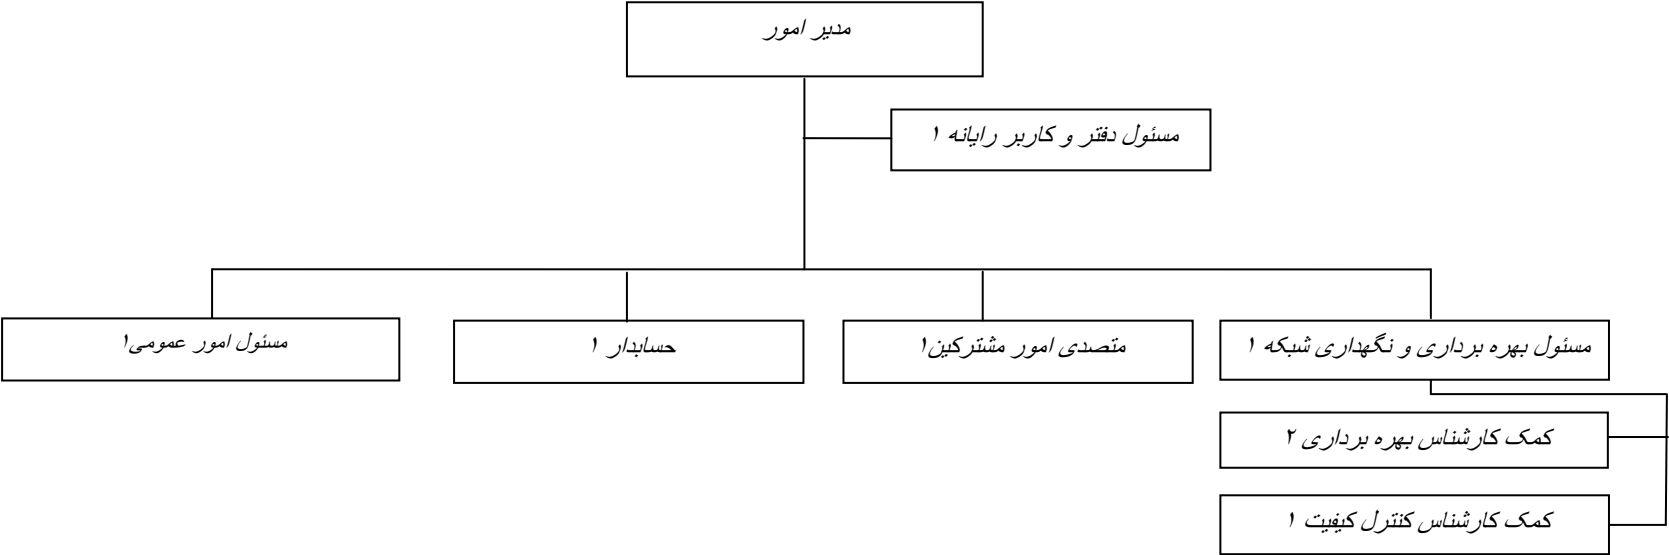 مدیر امور
مسئول دفتر و کاربر رایانه ۱
مسئول بهره برداری و نگهداری شبکه ۱
متصدی امور مشترکین۱
حسابدار ۱
مسئول امور عمومی۱
کمک کارشناس بهره برداری ۲
کمک کارشناس کنترل کیفیت ۱